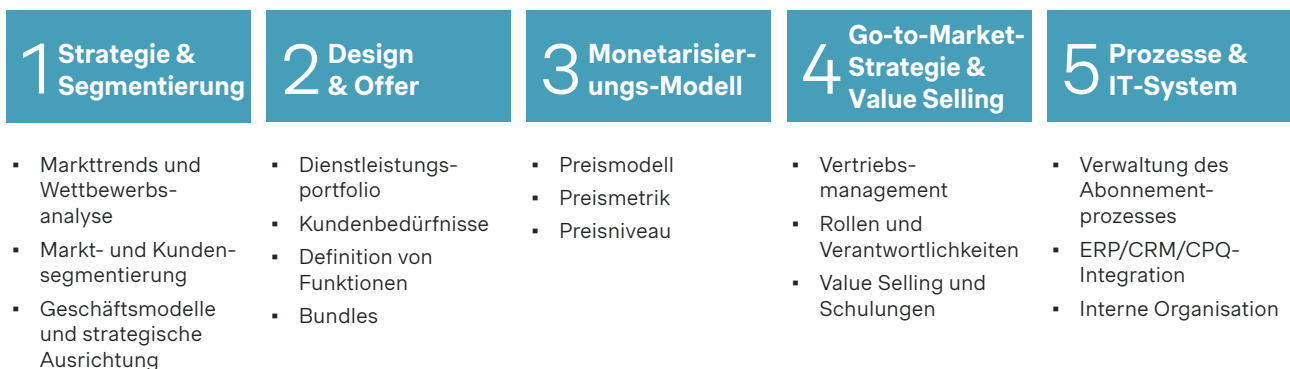 1 Strategie &
Segmentierung
▪ Markttrends und
Wettbewerbs-
analyse
▪ Markt- und Kunden-
segmentierung
▪ Geschäftsmodelle
und strategische
Ausrichtung
2 Design
& Offer
▪ Dienstleistungs-
portfolio
▪ Kundenbedürfnisse
▪ Definition von
Funktionen
▪ Bundles
3 Monetarisier-
ungs-Modell
▪ Preismodell
▪ Preismetrik
▪ Preisniveau
4 Go-to-Market-
Strategie &
Value Selling
▪ Vertriebs-
management
▪ Rollen und
Verantwortlichkeiten
▪ Value Selling und
Schulungen
5 Prozesse &
IT-System
▪ Verwaltung des
Abonnement-
prozesses
▪ ERP/CRM/CPQ-
Integration
▪ Interne Organisation